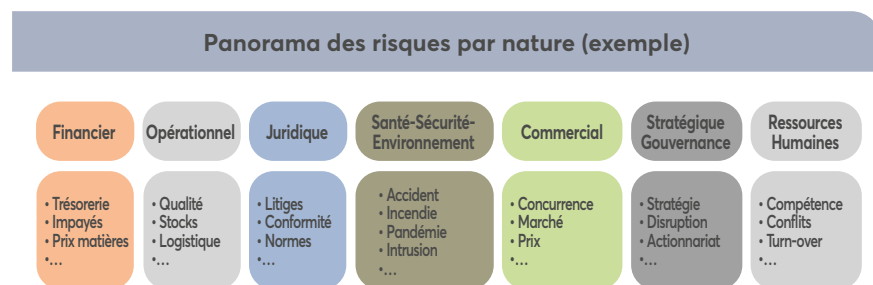 Panorama des risques par nature (exemple)
Financier
• Trésorerie
• Impayés
• Prix matières
•...
Opérationnel
• Qualité
• Stocks
• Logistique
•...
Juridique
• Litiges
• Conformité
• Normes
•...
Santé-Sécurité-
Environnement
• Accident
• Incendie
• Pandémie
• Intrusion
•...
Commercial
• Concurrence
• Marché
• Prix
•...
Stratégique
Gouvernance
• Stratégie
• Disruption
• Actionnariat
•...
Ressources
Humaines
• Compétence
• Conflits
• Turn-over
•...